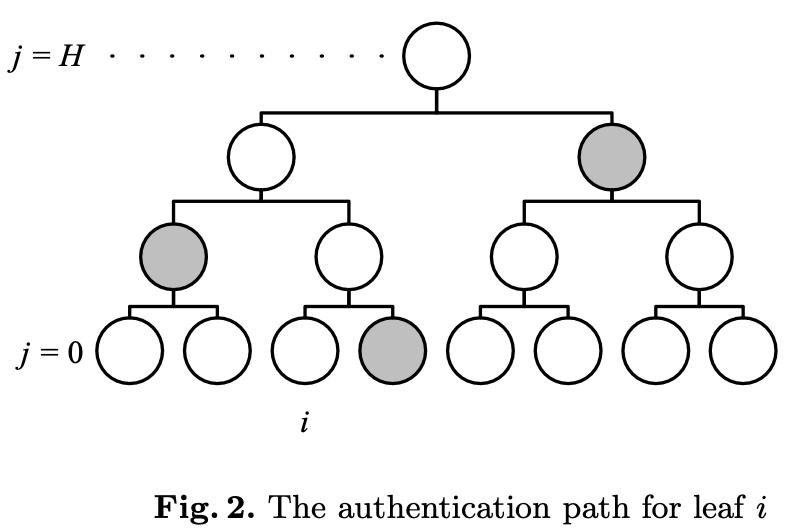 j = H
j = 0
i
Fig. 2. The authentication path for leaf i